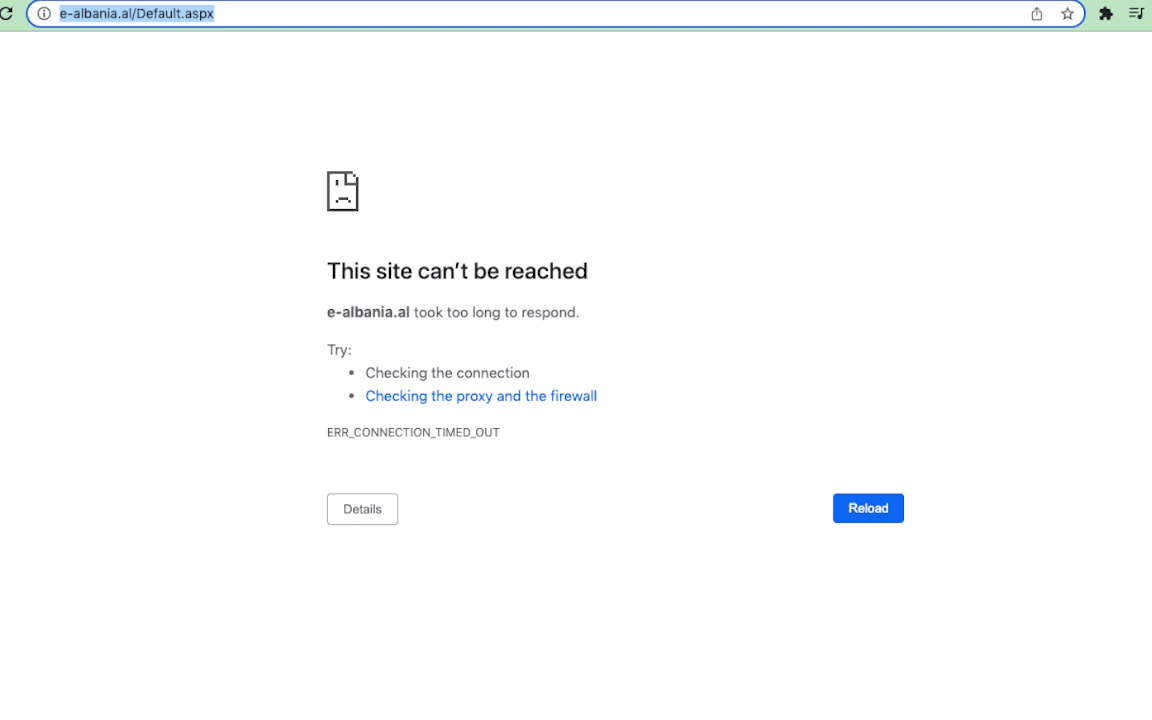 e-albania.al/Default.aspx
This site can't be reached
e-albania.al took too long to respond.
Try:
• Checking the connection
• Checking the proxy and the firewall
ERR_CONNECTION_TIMED_OUT
Details
Reload